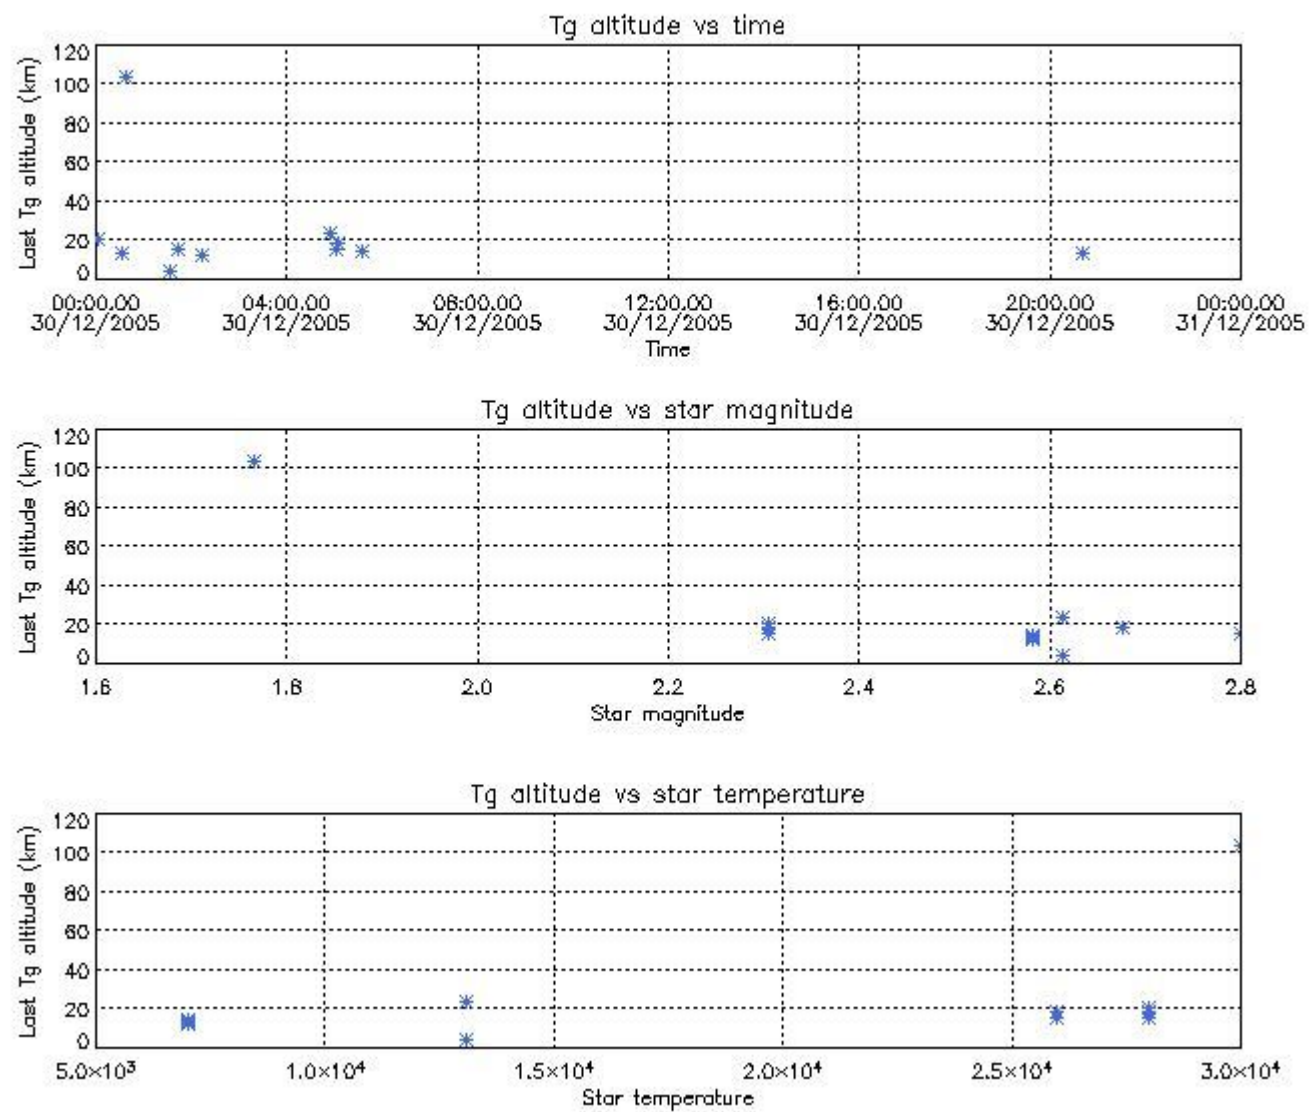 Tg altitude vs time
Last Tg altitude (km)
120
100
80
60
40
20
0
00:00.00 04:00.00 08:00.00 12:00.00 16:00.00 20:00.00 00:00.00
30/12/2005 30/12/2005 30/12/2005 30/12/2005 30/12/2005 30/12/2005 31/12/2005
Time
Tg altitude vs star magnitude
Last Tg altitude (km)
120
100
80
60
40
20
0
1.6 1.8 2.0 2.2 2.4 2.6 2.8
Star magnitude
Tg altitude vs star temperature
Last Tg altitude (km)
120
100
80
60
40
20
0
5.0×10³ 1.0×10⁴ 1.5×10⁴ 2.0×10⁴ 2.5×10⁴ 3.0×10⁴
Star temperature